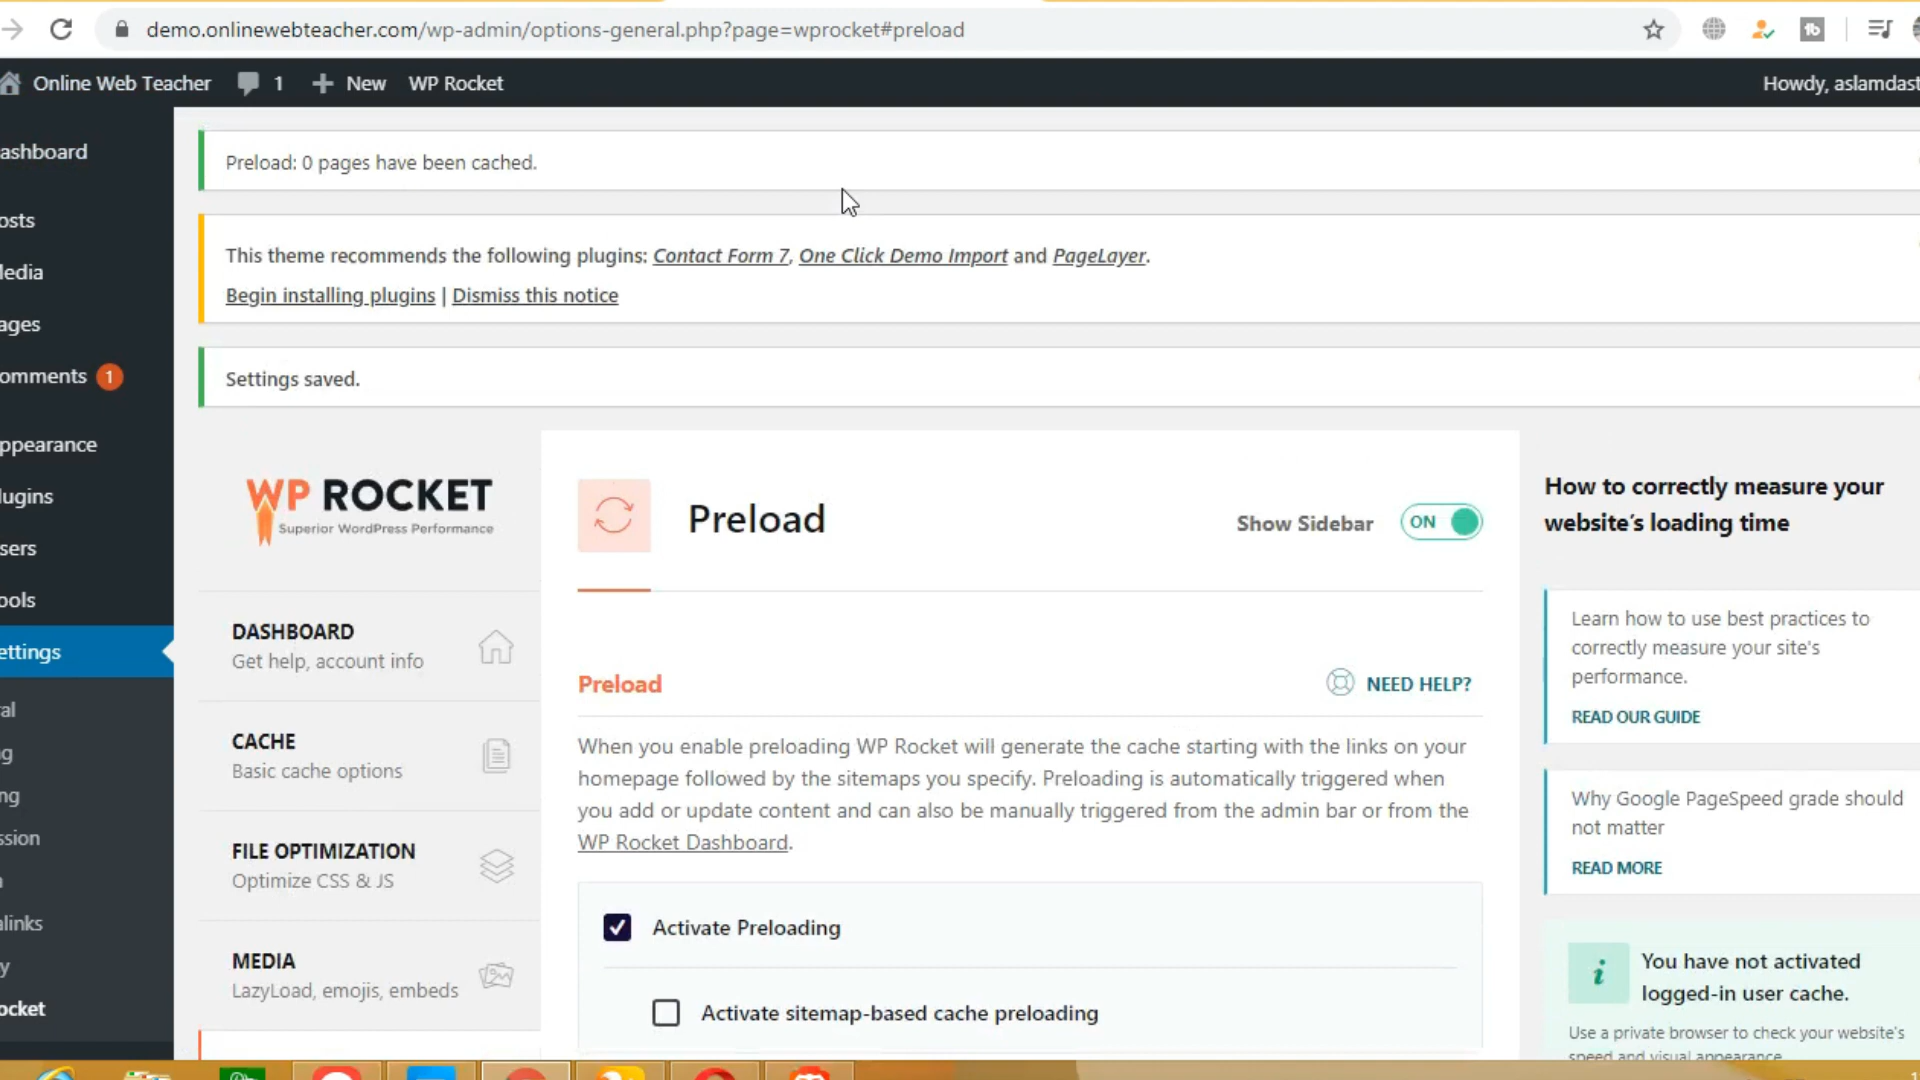 demo.onlinewebteacher.com/wp-admin/options-general.php?page=wprocket#preload
Online Web Teacher 1 + New WP Rocket
Howdy, aslamdast
ashboard
osts
edia
ages
omments 1
ppearance
lugins
sers
ools
ettings
al
g
ng
ssion
alinks
y
ocket
Preload: 0 pages have been cached.
This theme recommends the following plugins: Contact Form 7, One Click Demo Import and PageLayer.
Begin installing plugins | Dismiss this notice
Settings saved.
WP ROCKET
Superior WordPress Performance
DASHBOARD
Get help, account info
CACHE
Basic cache options
FILE OPTIMIZATION
Optimize CSS & JS
MEDIA
LazyLoad, emojis, embeds
Preload
Show Sidebar ON
Preload
NEED HELP?
When you enable preloading WP Rocket will generate the cache starting with the links on your
homepage followed by the sitemaps you specify. Preloading is automatically triggered when
you add or update content and can also be manually triggered from the admin bar or from the
WP Rocket Dashboard.
Activate Preloading
Activate sitemap-based cache preloading
How to correctly measure your
website's loading time
Learn how to use best practices to
correctly measure your site's
performance.
READ OUR GUIDE
Why Google PageSpeed grade should
not matter
READ MORE
i
You have not activated
logged-in user cache.
Use a private browser to check your website's
speed and visual appearance.